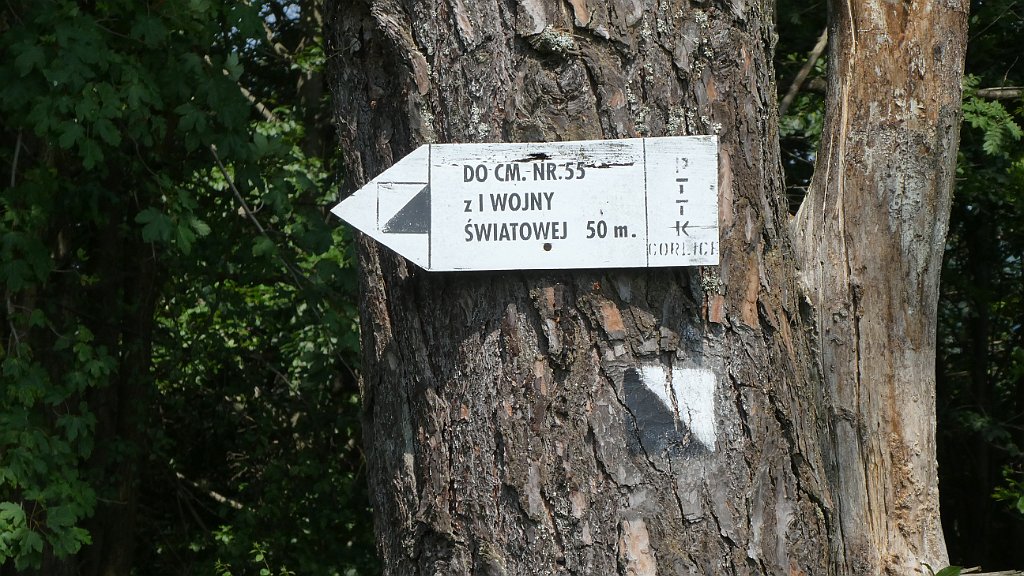 DO CM.-NR.55
z I WOJNY
ŚWIATOWEJ 50 m.
PTTK
GORLICE